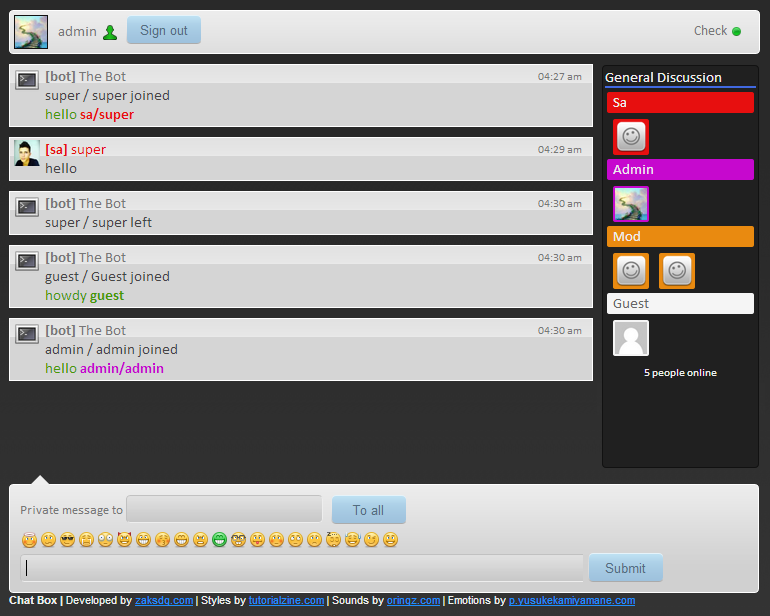 admin Sign out Check
[bot] The Bot 04:27 am
super / super joined
hello sa/super
[sa] super 04:29 am
hello
[bot] The Bot 04:30 am
super / super left
[bot] The Bot 04:30 am
guest / Guest joined
howdy guest
[bot] The Bot 04:30 am
admin / admin joined
hello admin/admin
General Discussion
Sa
Admin
Mod
Guest
5 people online
Private message to To all
Submit
Chat Box | Developed by zaksdg.com | Styles by tutorialzine.com | Sounds by oringz.com | Emotions by p.yusukekamiyamane.com